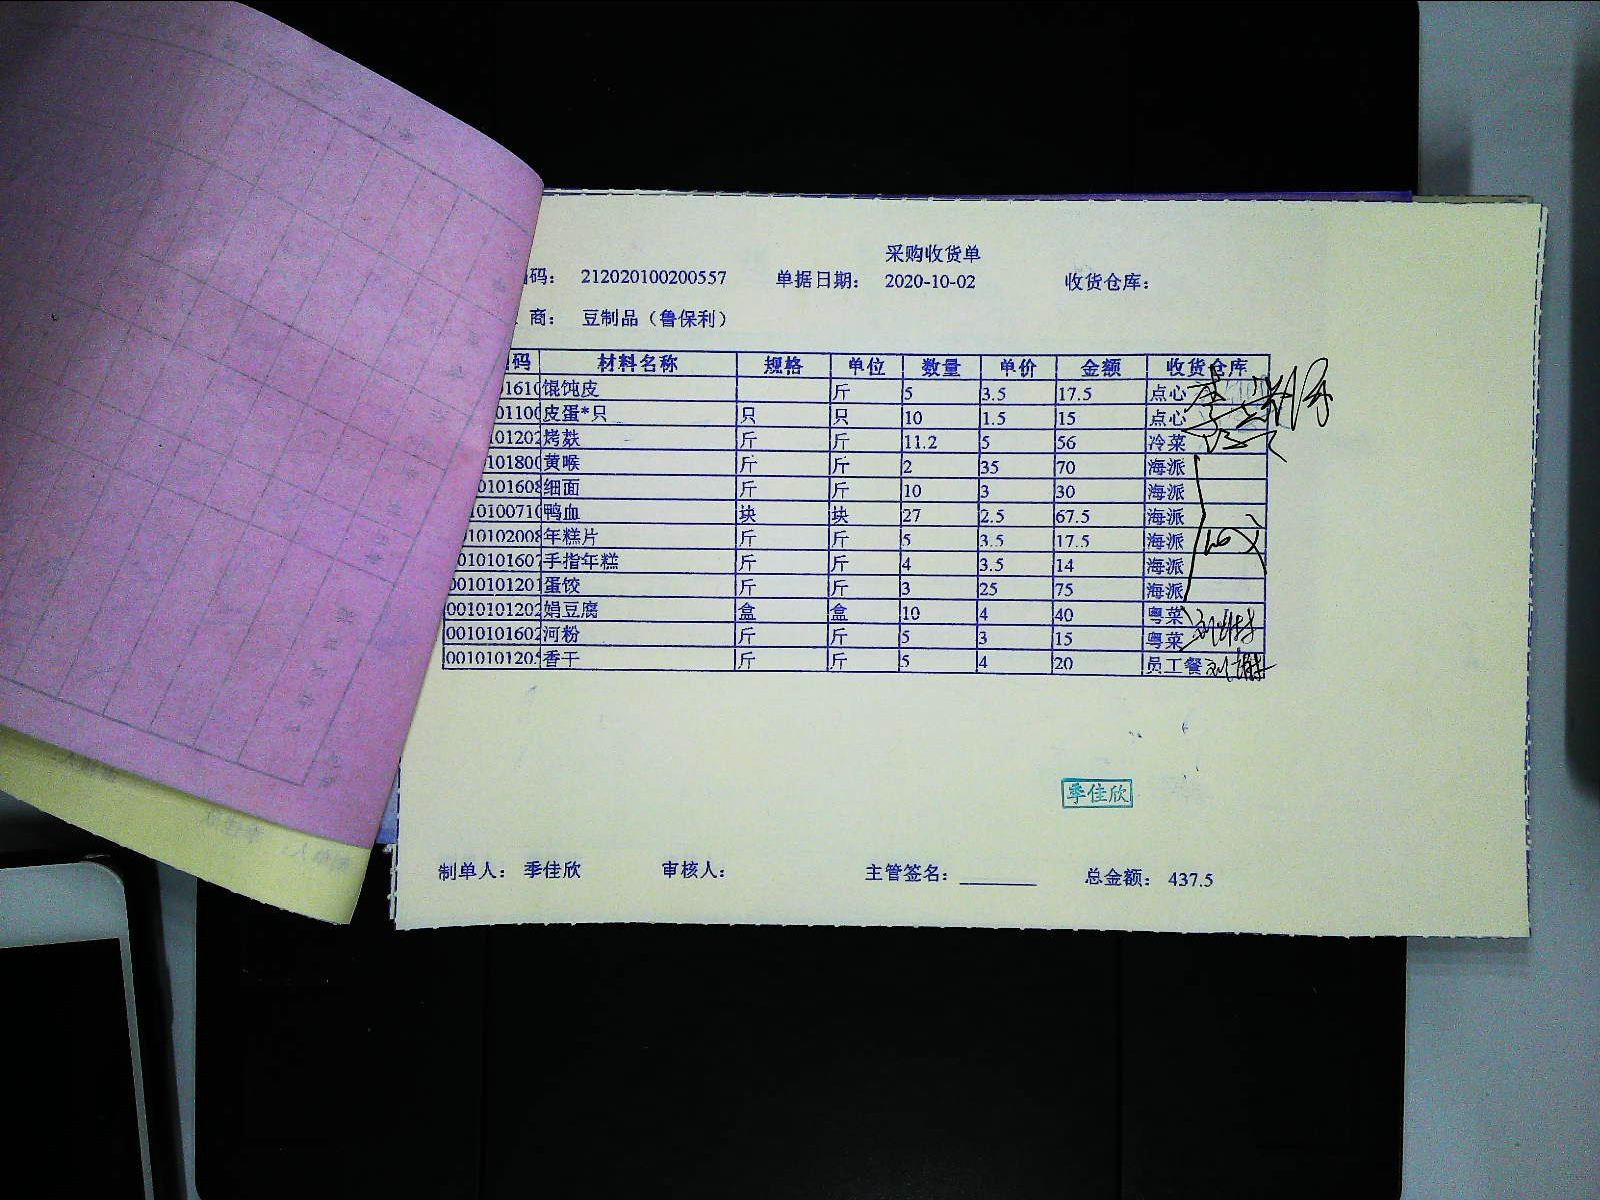 采购收货单
码： 212020100200557 单据日期： 2020-10-02 收货仓库：
商： 豆制品（鲁保利）
码 材料名称 规格 单位 数量 单价 金额 收货仓库
馄饨皮 斤 5 3.5 17.5 点心
皮蛋*只 只 只 10 1.5 15 点心
烤麸 斤 斤 11.2 5 56 冷菜
黄喉 斤 斤 2 35 70 海派
细面 斤 斤 10 3 30 海派
鸭血 块 块 27 2.5 67.5 海派
年糕片 斤 斤 5 3.5 17.5 海派
手指年糕 斤 斤 4 3.5 14 海派
蛋饺 斤 斤 3 25 75 海派
0010101202 娟豆腐 盒 盒 10 4 40 粤菜
0010101602 河粉 斤 斤 5 3 15 粤菜
香干 斤 斤 5 4 20 员工餐
季佳欣
制单人： 季佳欣 审核人： 主管签名： 总金额： 437.5